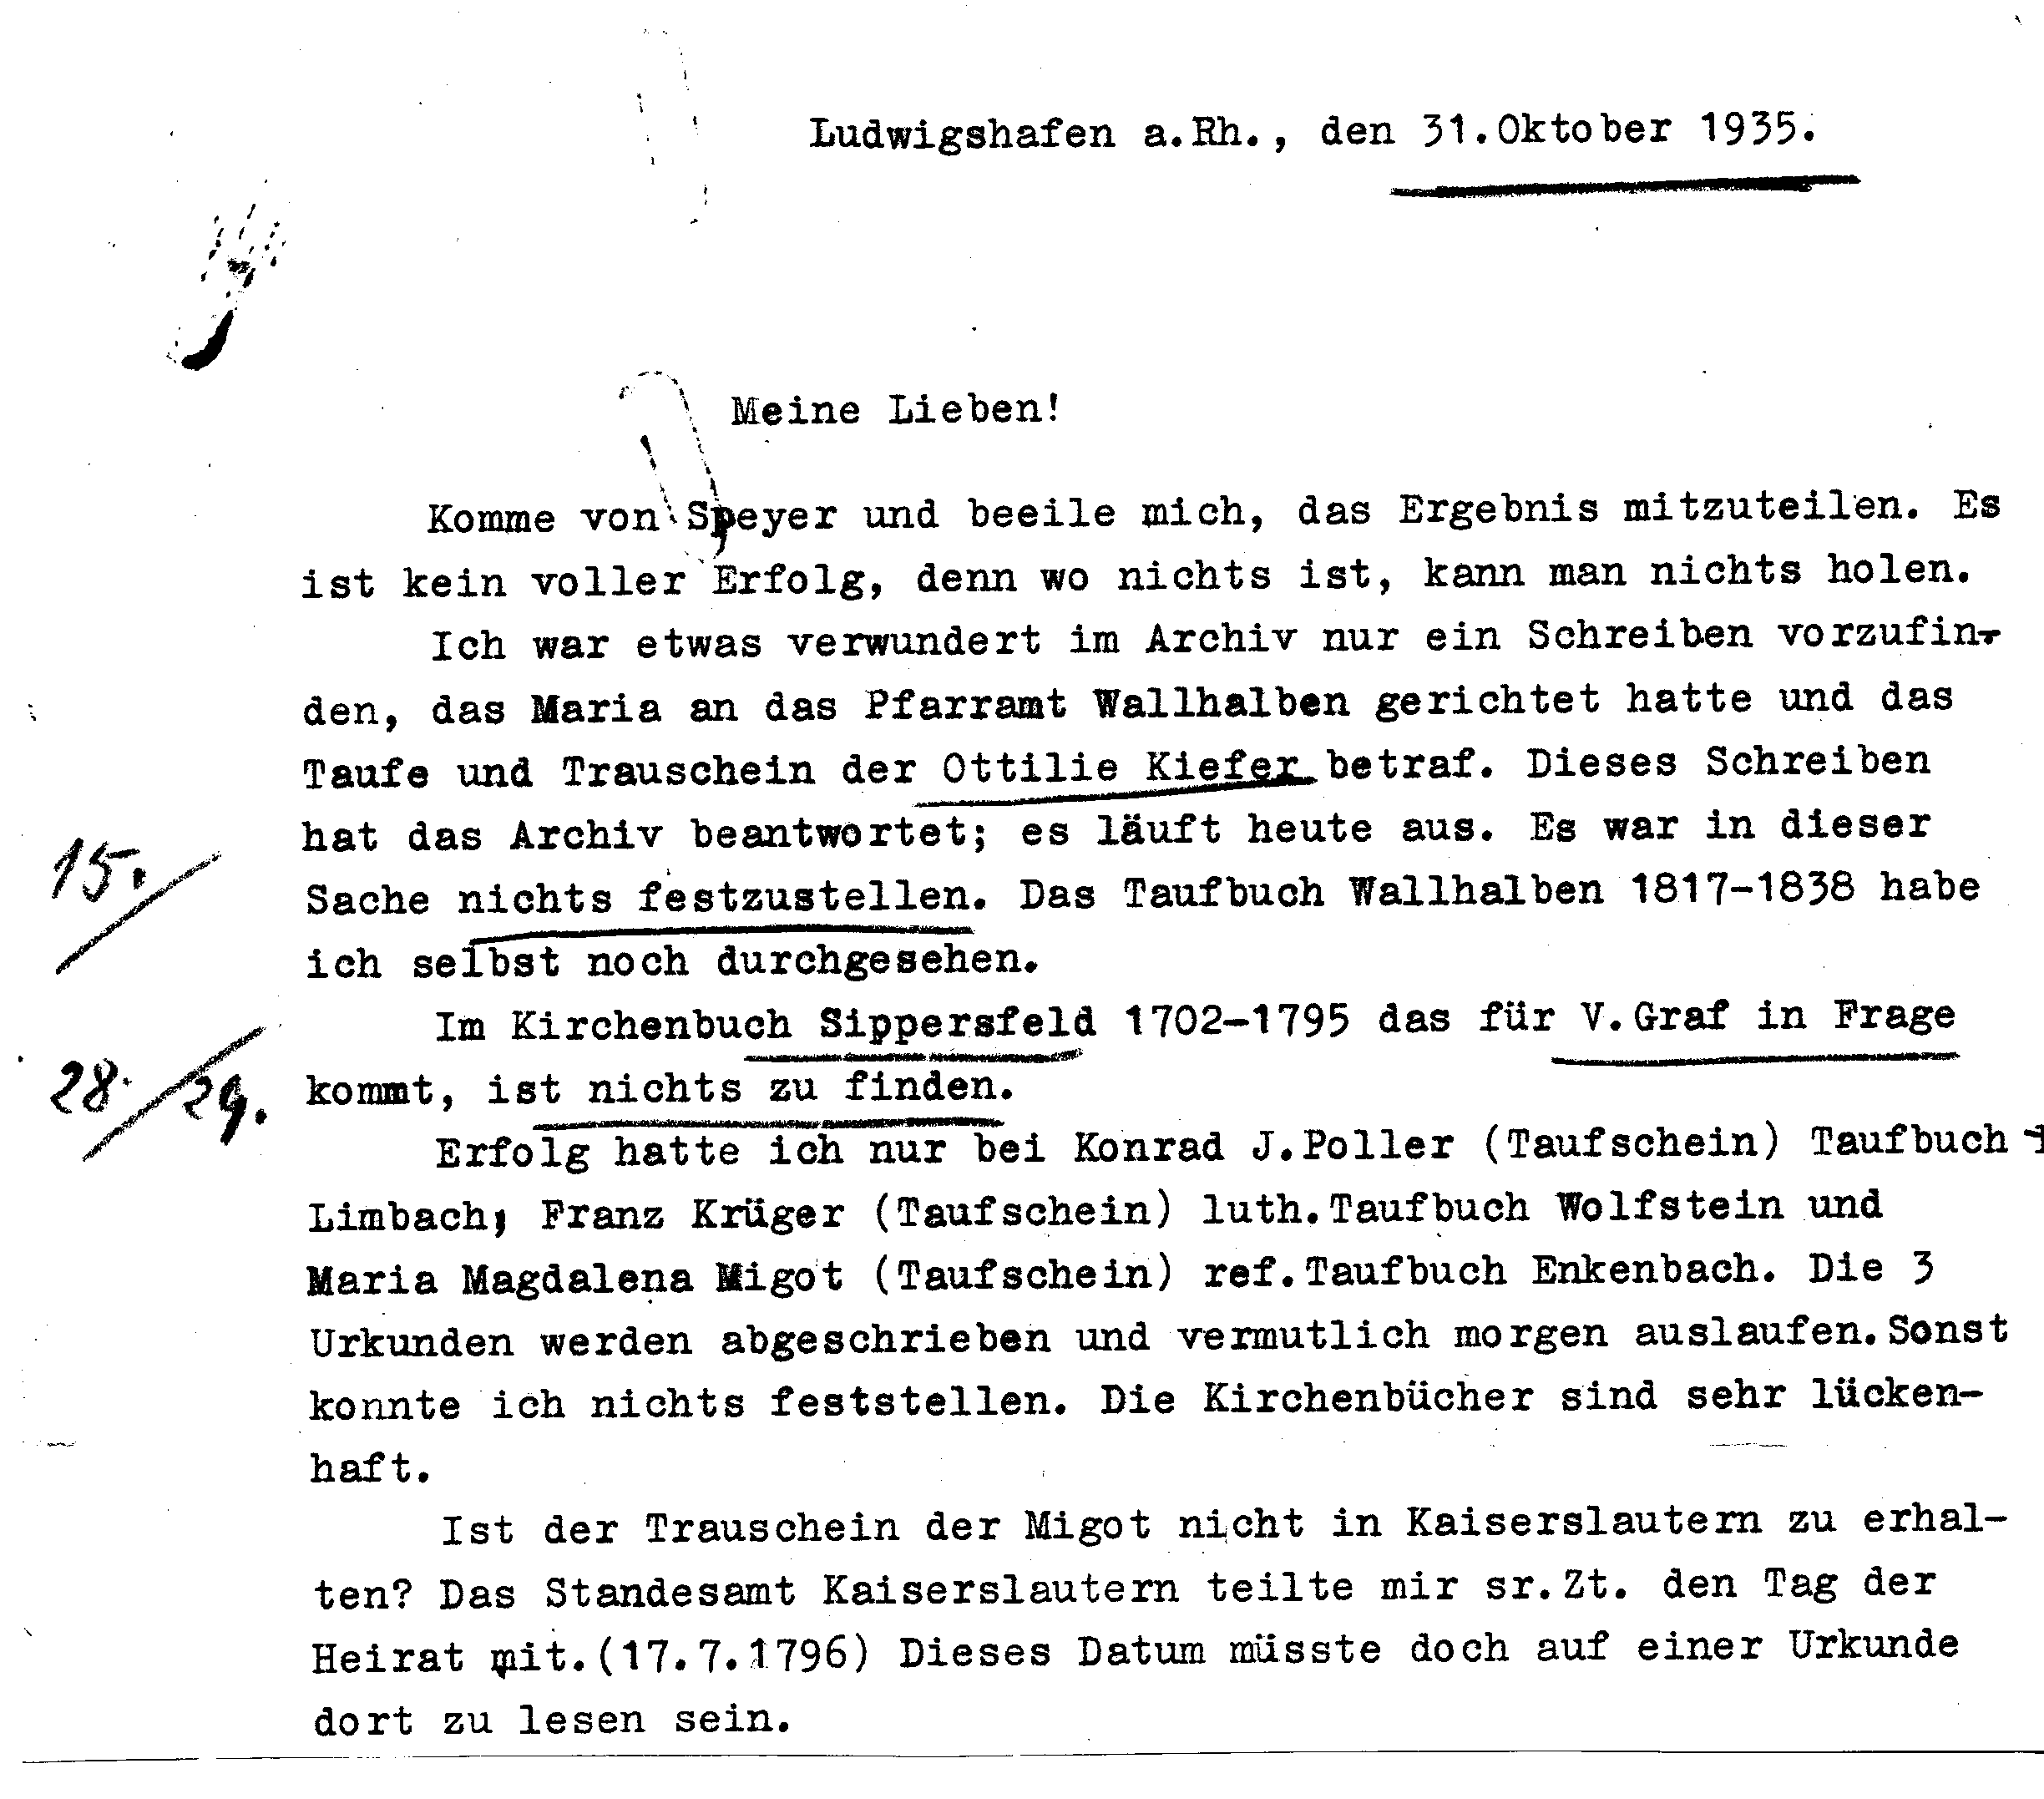 Ludwigshafen a.Rh., den 31.Oktober 1935.
Meine Lieben!
Komme von Speyer und beeile mich, das Ergebnis mitzuteilen. Es
ist kein voller Erfolg, denn wo nichts ist, kann man nichts holen.
Ich war etwas verwundert im Archiv nur ein Schreiben vorzufin-
den, das Maria an das Pfarramt Wallhalben gerichtet hatte und das
Taufe und Trauschein der Ottilie Kiefer betraf. Dieses Schreiben
hat das Archiv beantwortet; es läuft heute aus. Es war in dieser
15.
Sache nichts festzustellen. Das Taufbuch Wallhalben 1817-1838 habe
ich selbst noch durchgesehen.
Im Kirchenbuch Sippersfeld 1702-1795 das für V.Graf in Frage
28./29.
kommt, ist nichts zu finden.
Erfolg hatte ich nur bei Konrad J.Poller (Taufschein) Taufbuch
Limbach, Franz Krüger (Taufschein) luth.Taufbuch Wolfstein und
Maria Magdalena Migot (Taufschein) ref.Taufbuch Enkenbach. Die 3
Urkunden werden abgeschrieben und vermutlich morgen auslaufen.Sonst
konnte ich nichts feststellen. Die Kirchenbücher sind sehr lücken-
haft.
Ist der Trauschein der Migot nicht in Kaiserslautern zu erhal-
ten? Das Standesamt Kaiserslautern teilte mir sr.Zt. den Tag der
Heirat mit.(17.7.1796) Dieses Datum müsste doch auf einer Urkunde
dort zu lesen sein.